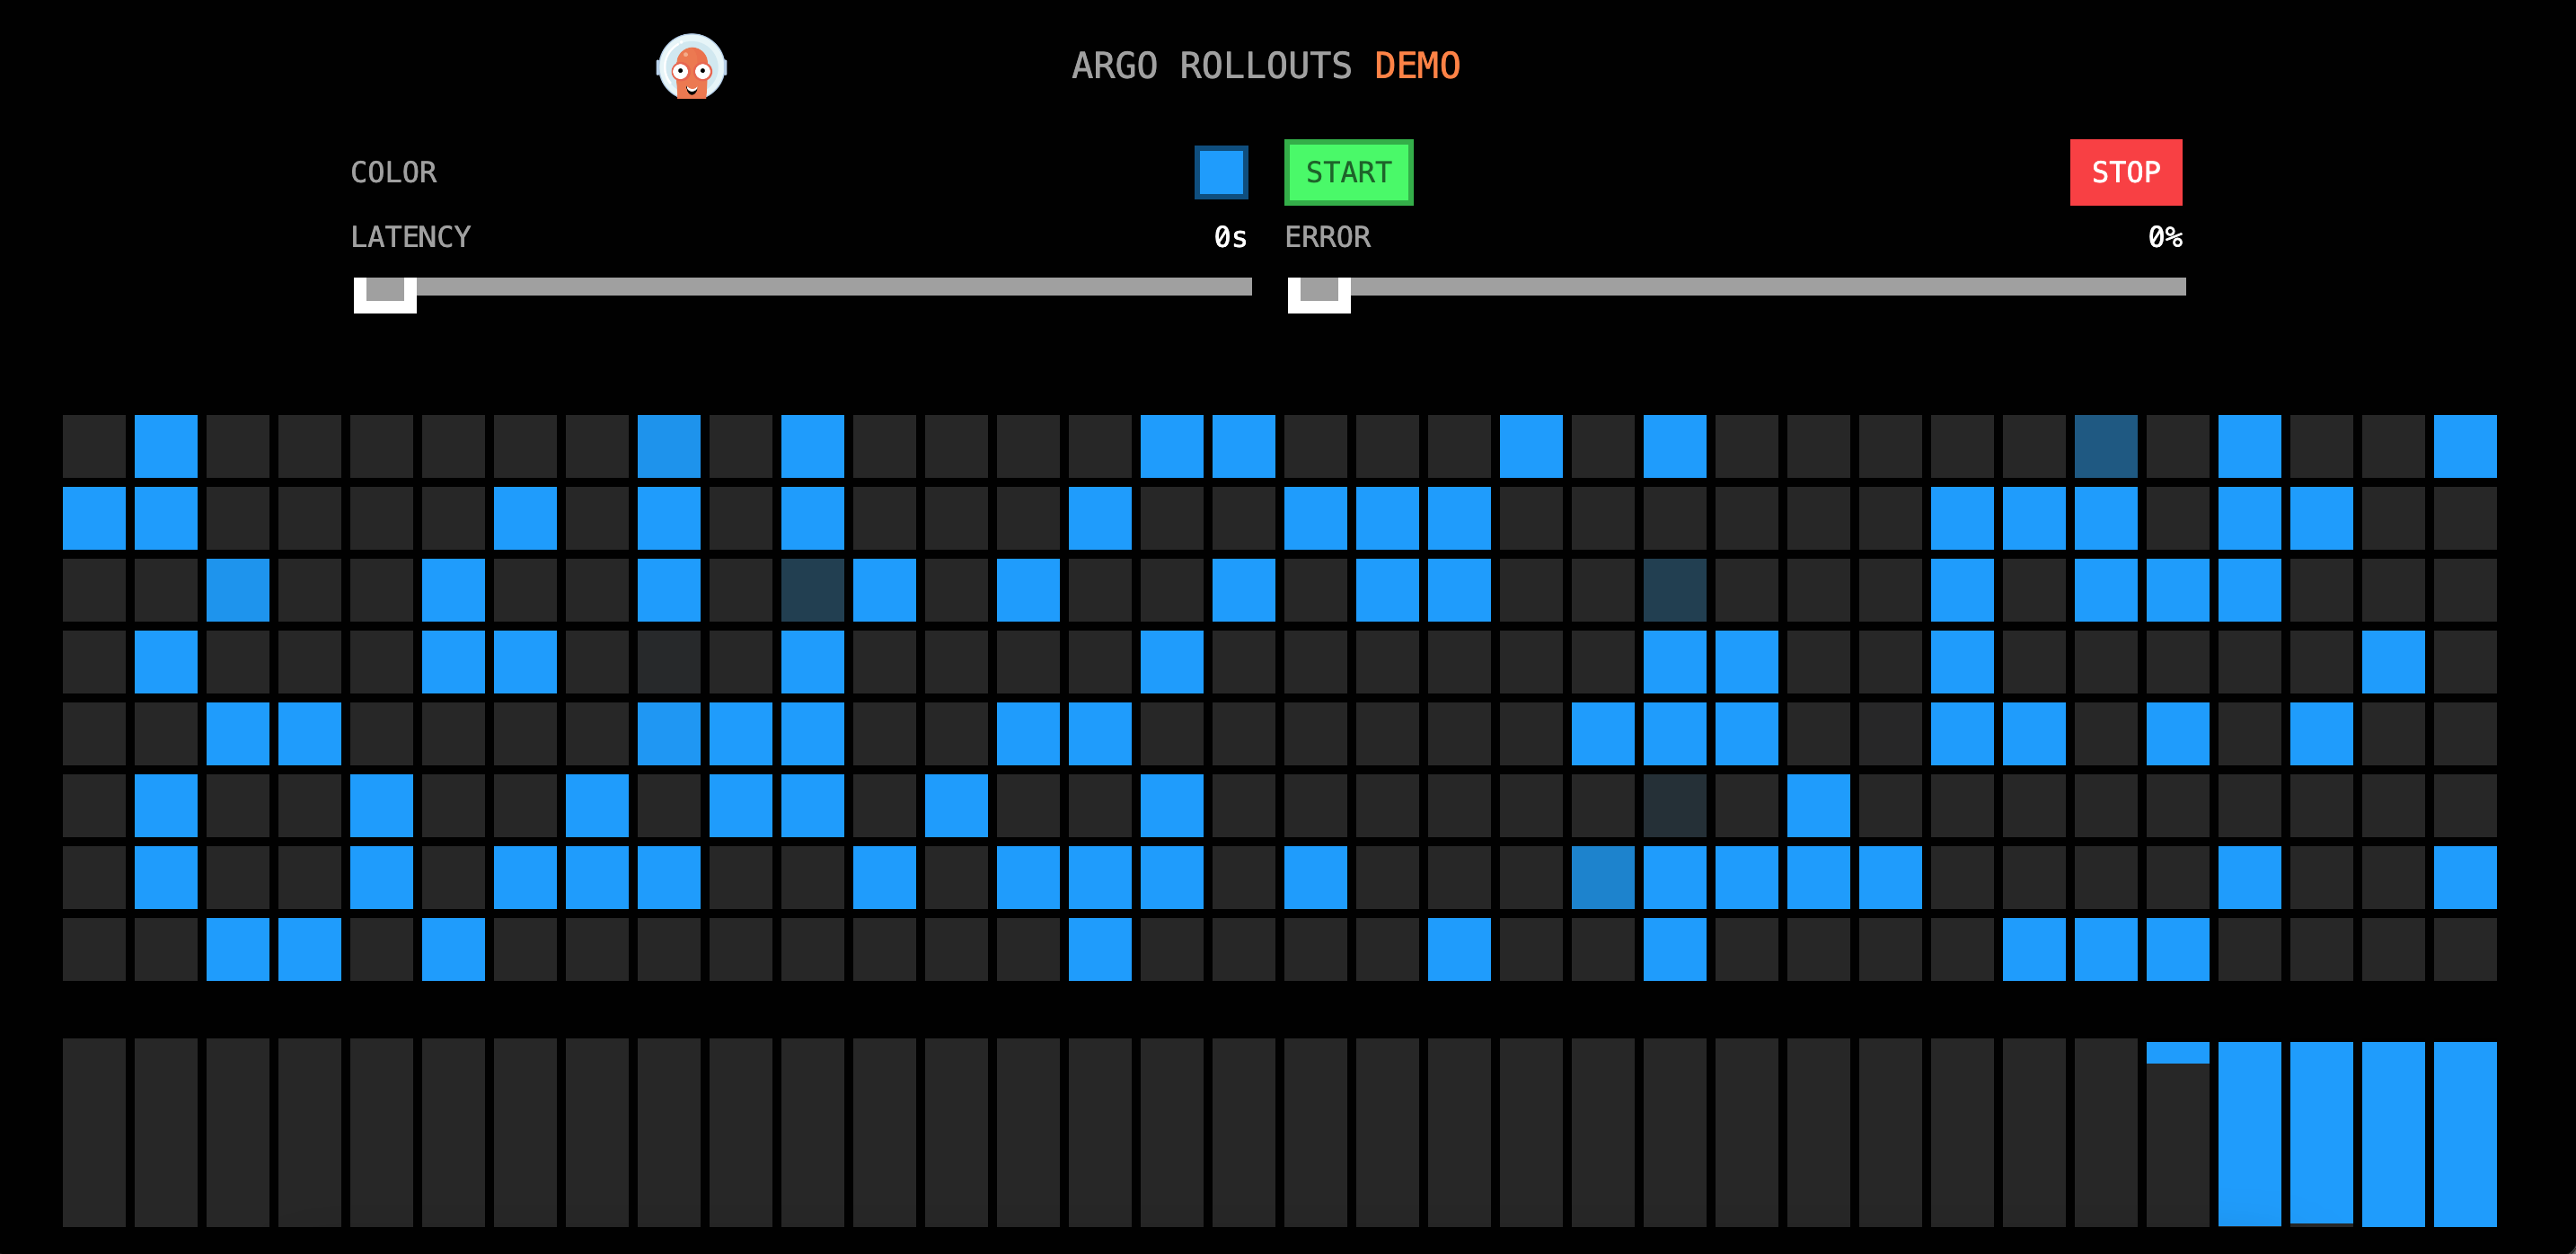 ARGO ROLLOUTS DEMO
COLOR
START
STOP
LATENCY
0s
ERROR
0%